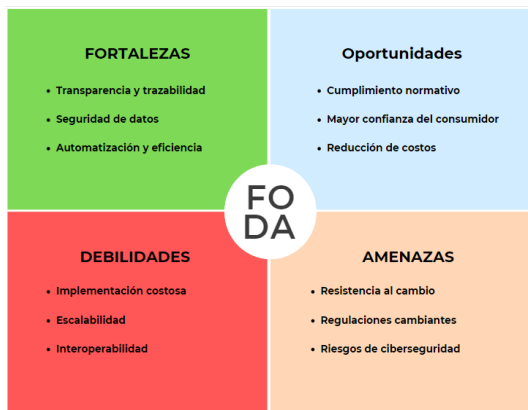 FORTALEZAS
• Transparencia y trazabilidad
• Seguridad de datos
• Automatización y eficiencia
Oportunidades
• Cumplimiento normativo
• Mayor confianza del consumidor
• Reducción de costos
FO
DA
DEBILIDADES
• Implementación costosa
• Escalabilidad
• Interoperabilidad
AMENAZAS
• Resistencia al cambio
• Regulaciones cambiantes
• Riesgos de ciberseguridad